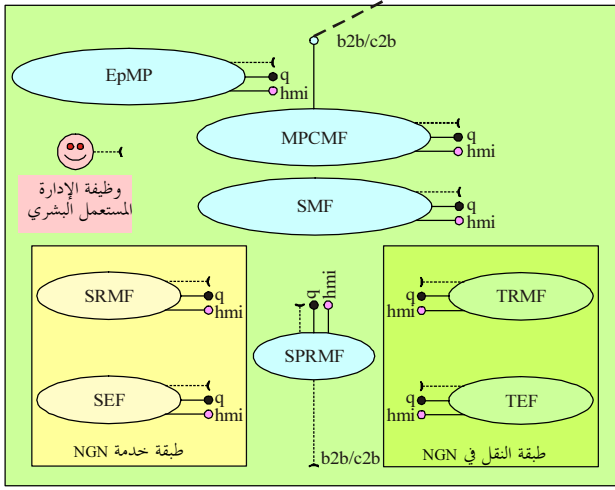 b2b/c2b
EpMP
q
hmi
MPCMF
q
hmi
وظيفة الإدارة
المستعمل البشري
SMF
q
hmi
SRMF
q
hmi
q
hmi
TRMF
q
hmi
SPRMF
SEF
q
hmi
TEF
q
hmi
طبقة خدمة NGN
b2b/c2b
طبقة النقل في NGN